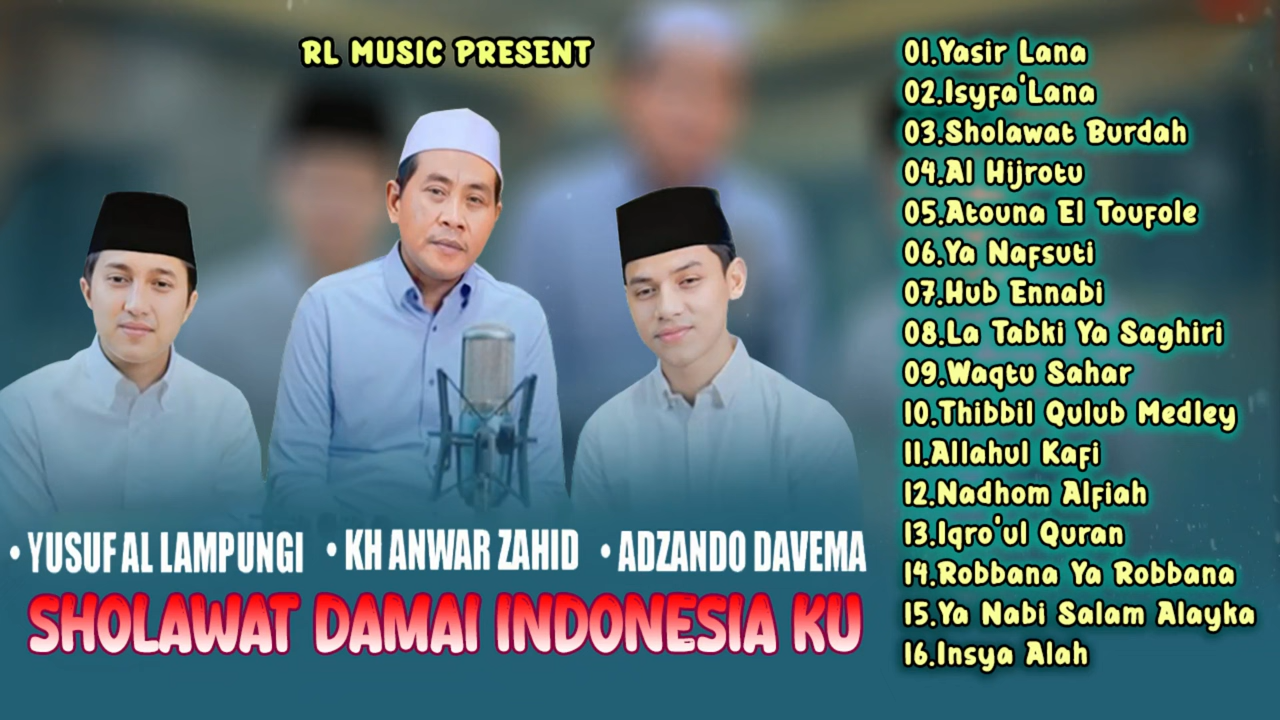 RL MUSIC PRESENT
01.Yasir Lana
02.Isyfa'Lana
03.Sholawat Burdah
04.Al Hijrotu
05.Atouna El Toufole
06.Ya Nafsuti
07.Hub Ennabi
08.La Tabki Ya Saghiri
09.Waqtu Sahar
10.Thibbil Qulub Medley
11.Allahul Kafi
12.Nadhom Alfiah
13.Iqro'ul Quran
14.Robbana Ya Robbana
15.Ya Nabi Salam Alayka
16.Insya Alah
• YUSUF AL LAMPUNGI • KH ANWAR ZAHID • ADZANDO DAVEMA
SHOLAWAT DAMAI INDONESIA KU